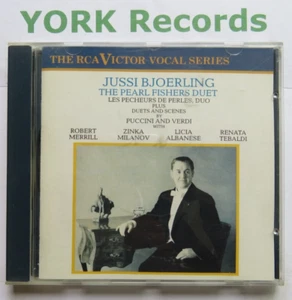 YORK Records
THE RCA VICTOR VOCAL SERIES
JUSSI BJOERLING
THE PEARL FISHERS DUET
LES PECHEURS DE PERLES, DUO
PLUS
DUETS AND SCENES
BY
PUCCINI AND VERDI
WITH
ROBERT MERRILL ZINKA MILANOV LICIA ALBANESE RENATA TEBALDI